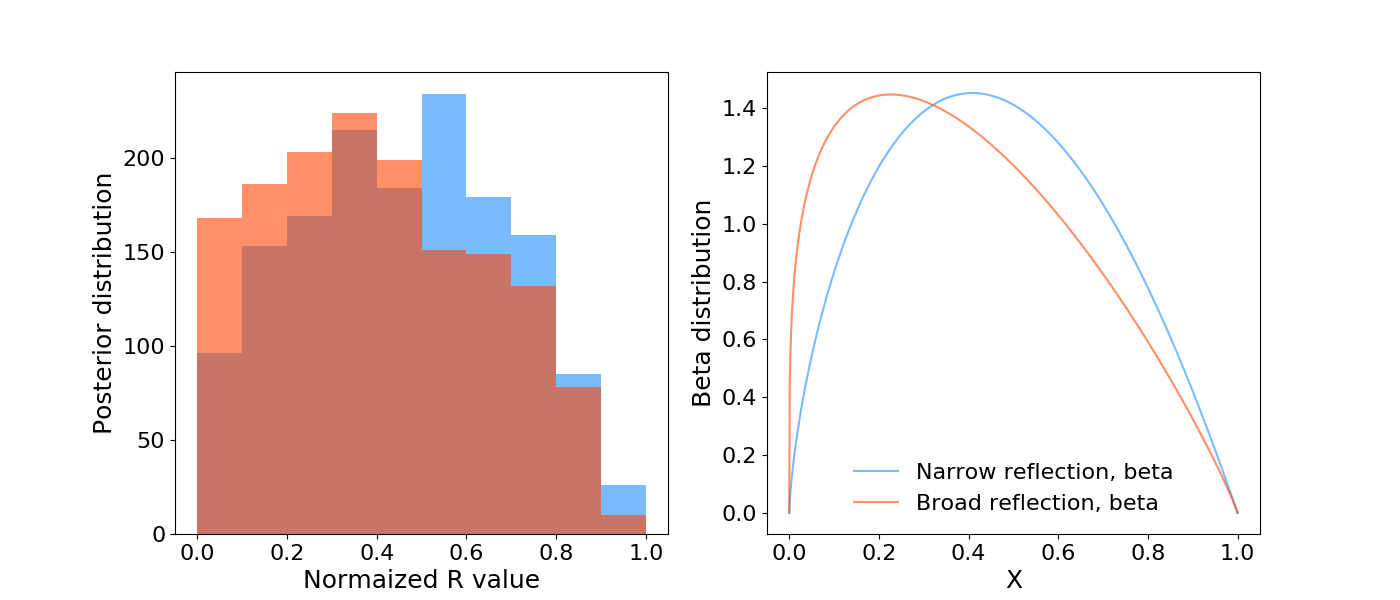 Posterior distribution
200
150
100
50
0
0.0 0.2 0.4 0.6 0.8 1.0
Normaized R value
Beta distribution
1.4
1.2
1.0
0.8
0.6
0.4
0.2
0.0
Narrow reflection, beta
Broad reflection, beta
0.0 0.2 0.4 0.6 0.8 1.0
X